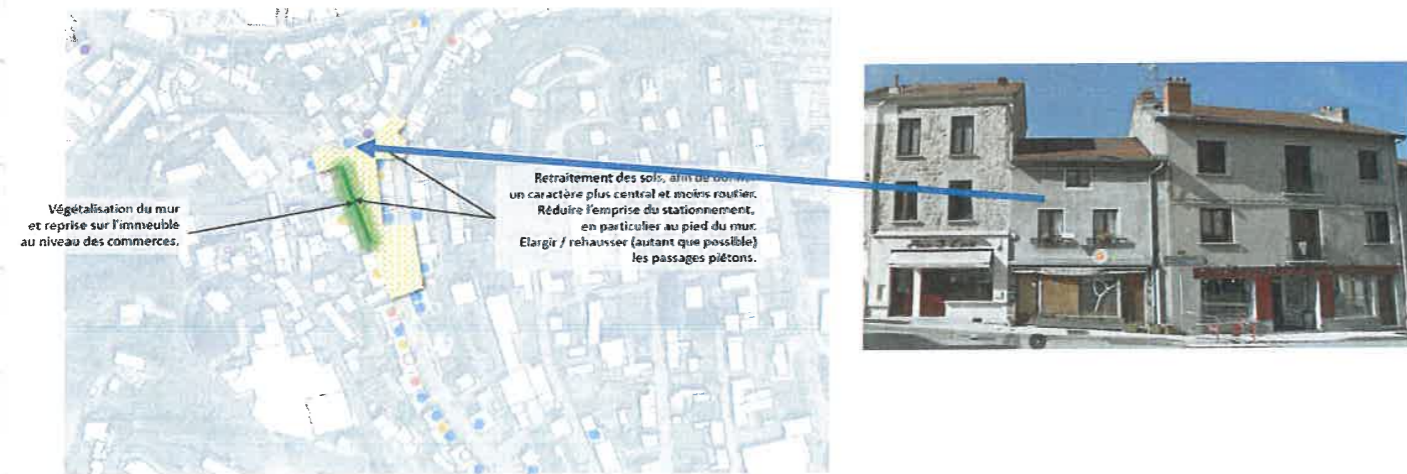 Végétalisation du mur
et reprise sur l'immeuble
au niveau des commerces.
Retraitement des sols, afin de
un caractère plus central et moins routier.
Réduire l'emprise du stationnement,
en particulier au pied du mur.
Elargir / rehausser (autant que possible)
les passages piétons.